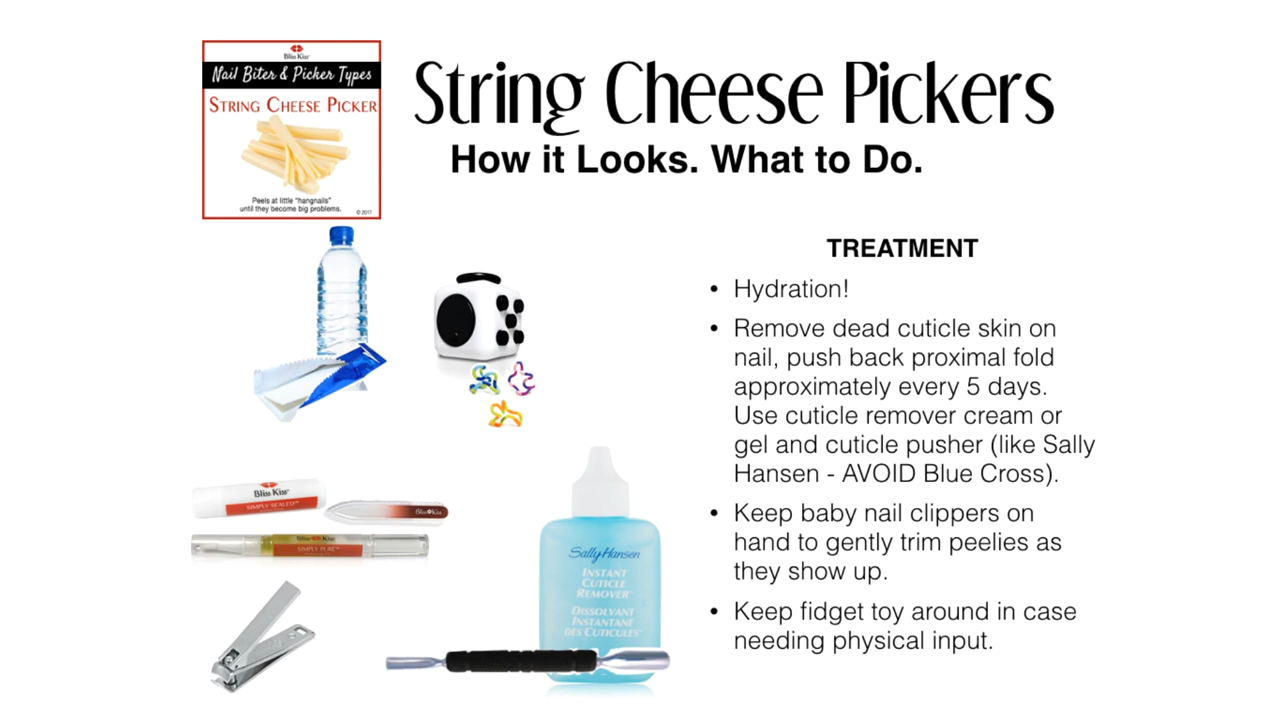 Bliss Kiss
Nail Biter & Picker Types
STRING CHEESE PICKER
Peels at little "hangnails"
until they become big problems.
© 2017
String Cheese Pickers
How it Looks. What to Do.
TREATMENT
• Hydration!
• Remove dead cuticle skin on
nail, push back proximal fold
approximately every 5 days.
Use cuticle remover cream or
gel and cuticle pusher (like Sally
Hansen - AVOID Blue Cross).
• Keep baby nail clippers on
hand to gently trim peelies as
they show up.
• Keep fidget toy around in case
needing physical input.
Bliss Kiss
SIMPLY SEALED™
Bliss Kiss
Bliss Kiss
SIMPLY PURE™
Sally Hansen
INSTANT
CUTICLE
REMOVER™
DISSOLVANT
INSTANTANÉ
DES CUTICULES™